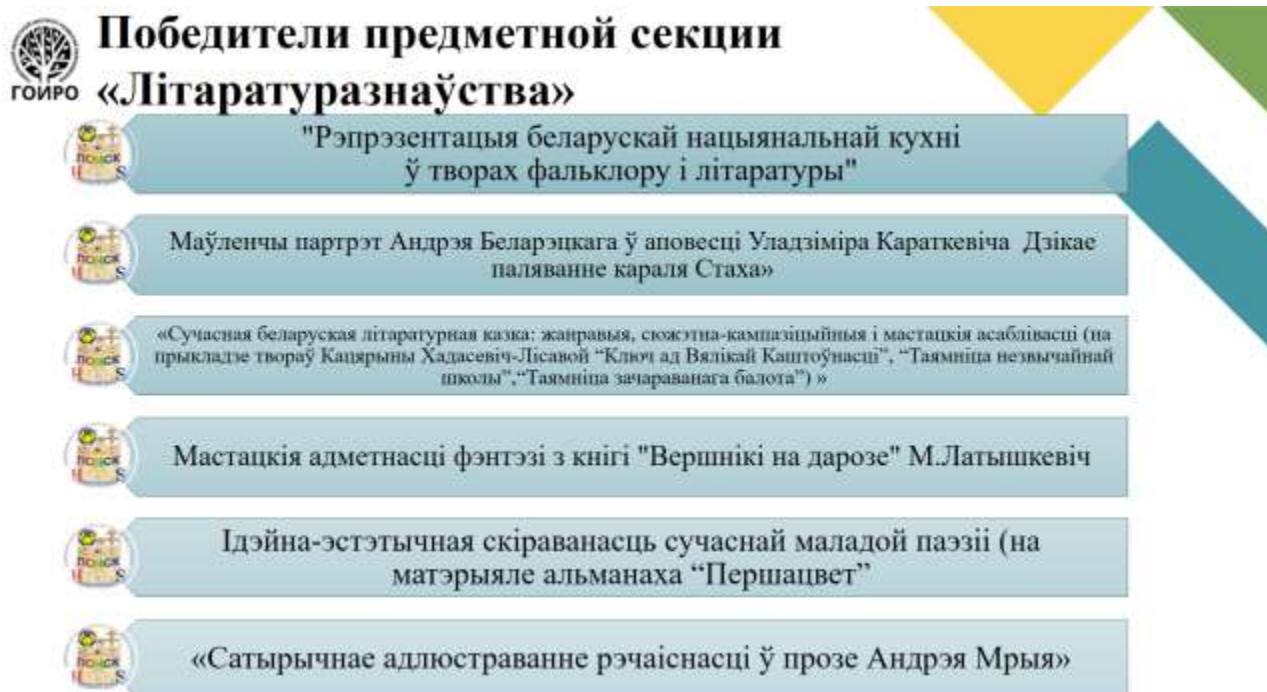 Победители предметной секции
ГОИРО
«Літаратуразнаўства»
"Рэпрэзентацыя беларускай нацыянальнай кухні
ў творах фальклору і літаратуры"
Маўленчы партрэт Андрэя Беларэцкага ў аповесці Уладзіміра Караткевіча Дзікае
паляванне караля Стаха»
«Сучасная беларуская літаратурная казка: жанравыя, сюжэтна-кампазіцыйныя і мастацкія асаблівасці (на
прыкладзе твораў Кацярыны Хадасевіч-Лісавой “Ключ ад Вялікай Каштоўнасці”, “Таямніца незвычайнай
школы”,“Таямніца зачараванага балота”) »
Мастацкія адметнасці фэнтэзі з кнігі "Вершнікі на дарозе" М.Латышкевіч
Ідэйна-эстэтычная скіраванасць сучаснай маладой паэзіі (на
матэрыяле альманаха “Першацвет”
«Сатырычнае адлюстраванне рэчаіснасці ў прозе Андрэя Мрыя»